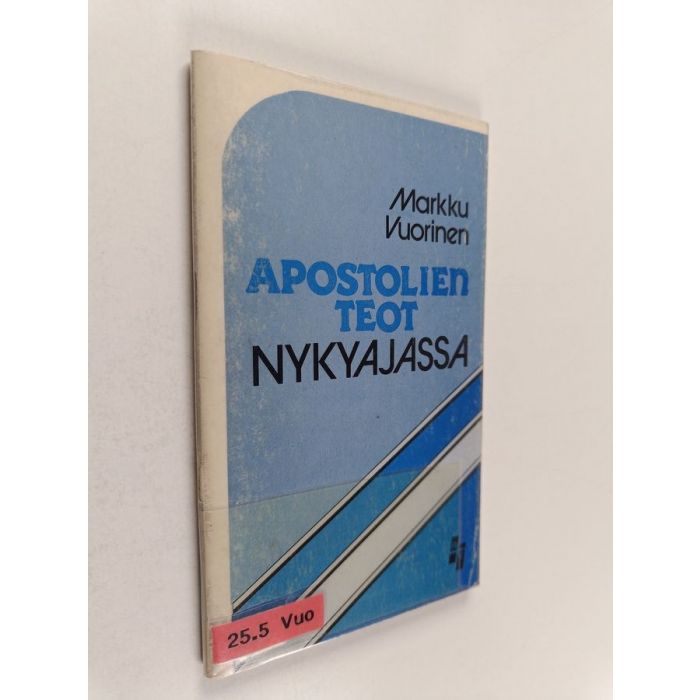 Markku
Vuorinen
APOSTOLIEN
TEOT
NYKYAJASSA
25.5 Vuo